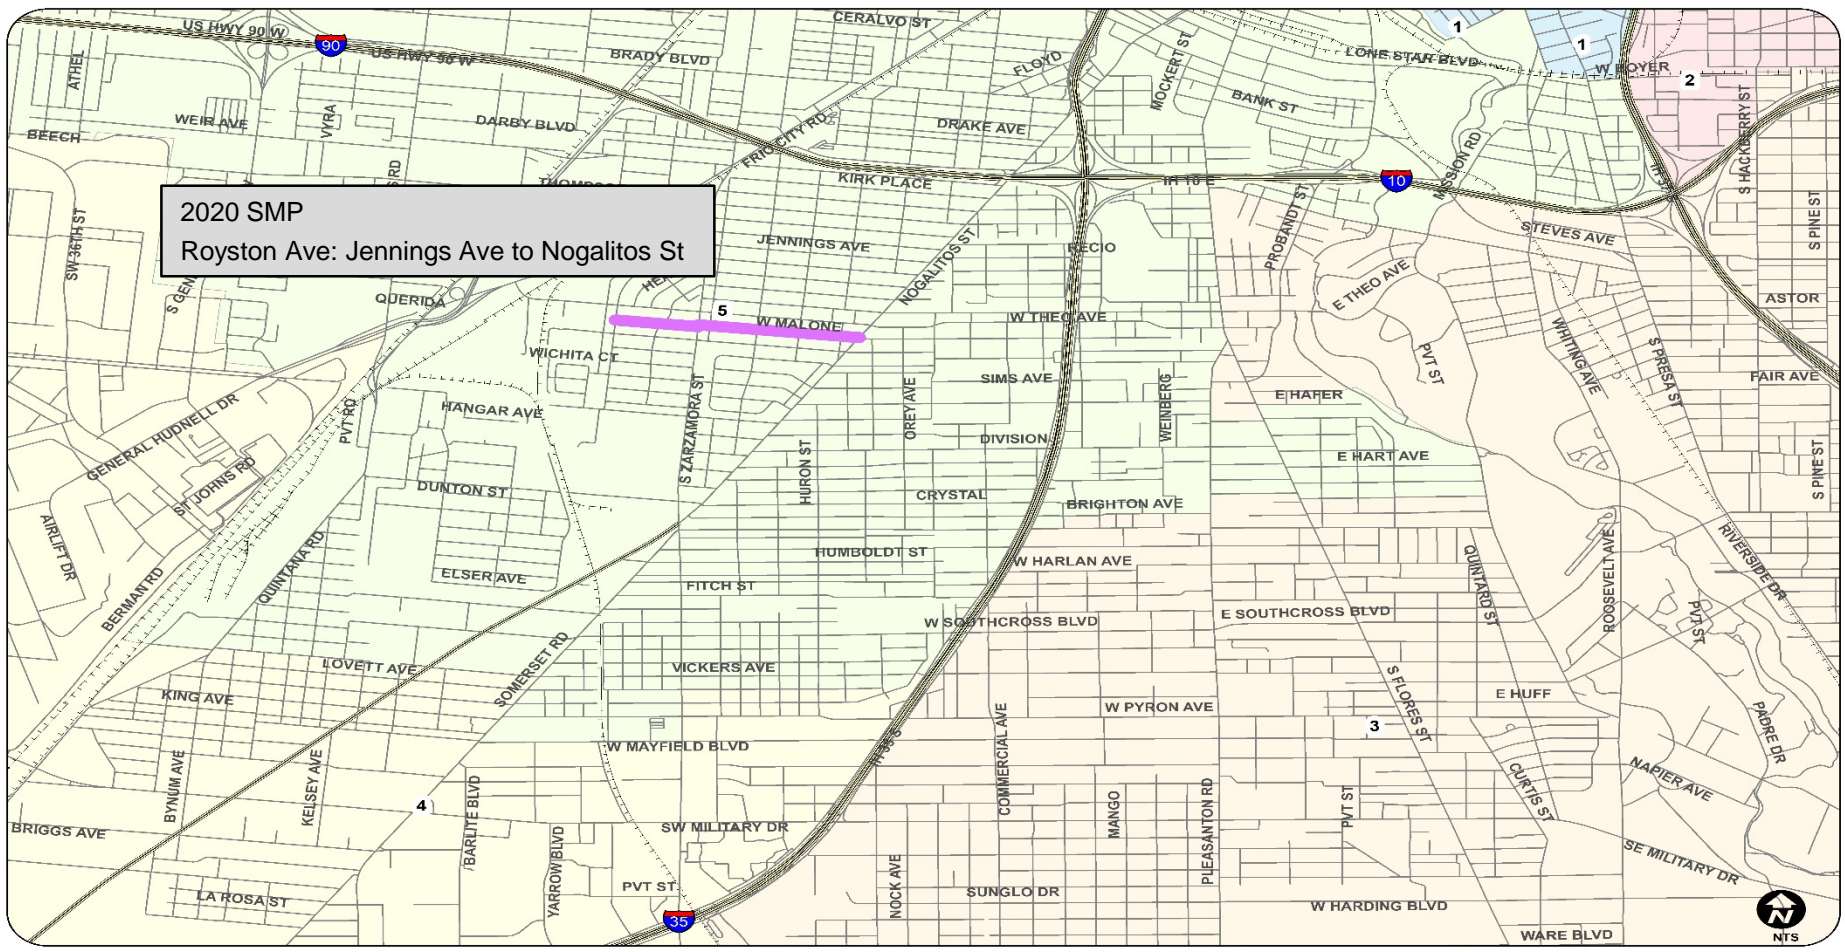 CERALVO ST
US HWY 90 W
1
1
90
US HWY 90 W
BRADY BLVD
FLOYD
MOCKERT ST
LONE STAR BLVD
W BOYER
2
ATHEL
WEIR AVE
VYRA
DARBY BLVD
FRIO CITY RD
DRAKE AVE
BANK ST
MISSION RD
S HACKBERRY ST
BEECH
S RD
KIRK PLACE
IH 10 E
10
IH 37
2020 SMP
Royston Ave: Jennings Ave to Nogalitos St
SW 36TH ST
JENNINGS AVE
NOGALITOS ST
RECIO
PROBANDT ST
STEVES AVE
S PINE ST
QUERIDA
5
W MALONE
W THEO AVE
E THEO AVE
ASTOR
WICHITA CT
WHITING AVE
S PRESA ST
PVT ST
SIMS AVE
FAIR AVE
GENERAL HUDNELL DR
PVT RD
HANGAR AVE
S ZARZAMORA ST
OREY AVE
WEINBERG
E HAFER
DIVISION
E HART AVE
ST JOHNS RD
DUNTON ST
HURON ST
CRYSTAL
BRIGHTON AVE
S PINE ST
AIRLIFT DR
QUINTANA RD
HUMBOLDT ST
W HARLAN AVE
QUINTARD ST
ROOSEVELT AVE
RIVERSIDE DR
BERMAN RD
ELSER AVE
FITCH ST
W SOUTHCROSS BLVD
E SOUTHCROSS BLVD
PVT ST
LOVETT AVE
SOMERSET RD
VICKERS AVE
KING AVE
S FLORES ST
E HUFF
W PYRON AVE
3
PADRE DR
W MAYFIELD BLVD
IH 35 S
COMMERCIAL AVE
BYNUM AVE
KELSEY AVE
4
BARLITE BLVD
MANGO
PLEASANTON RD
PVT ST
CURTIS ST
NAPIER AVE
BRIGGS AVE
SW MILITARY DR
YARROW BLVD
SE MILITARY DR
LA ROSA ST
PVT ST
NOCK AVE
SUNGLO DR
W HARDING BLVD
35
WARE BLVD
N
NTS